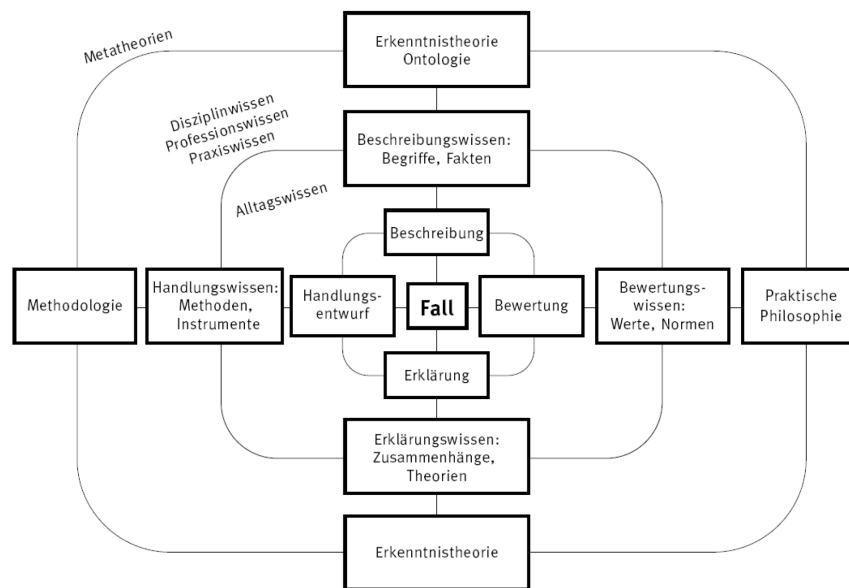 Metatheorien
Erkenntnistheorie
Ontologie
Disziplinwissen
Professionswissen
Praxiswissen
Beschreibungswissen:
Begriffe, Fakten
Alltagswissen
Beschreibung
Methodologie
Handlungswissen:
Methoden,
Instrumente
Handlungs-
entwurf
Fall
Bewertung
Bewertungs-
wissen:
Werte, Normen
Praktische
Philosophie
Erklärung
Erklärungswissen:
Zusammenhänge,
Theorien
Erkenntnistheorie